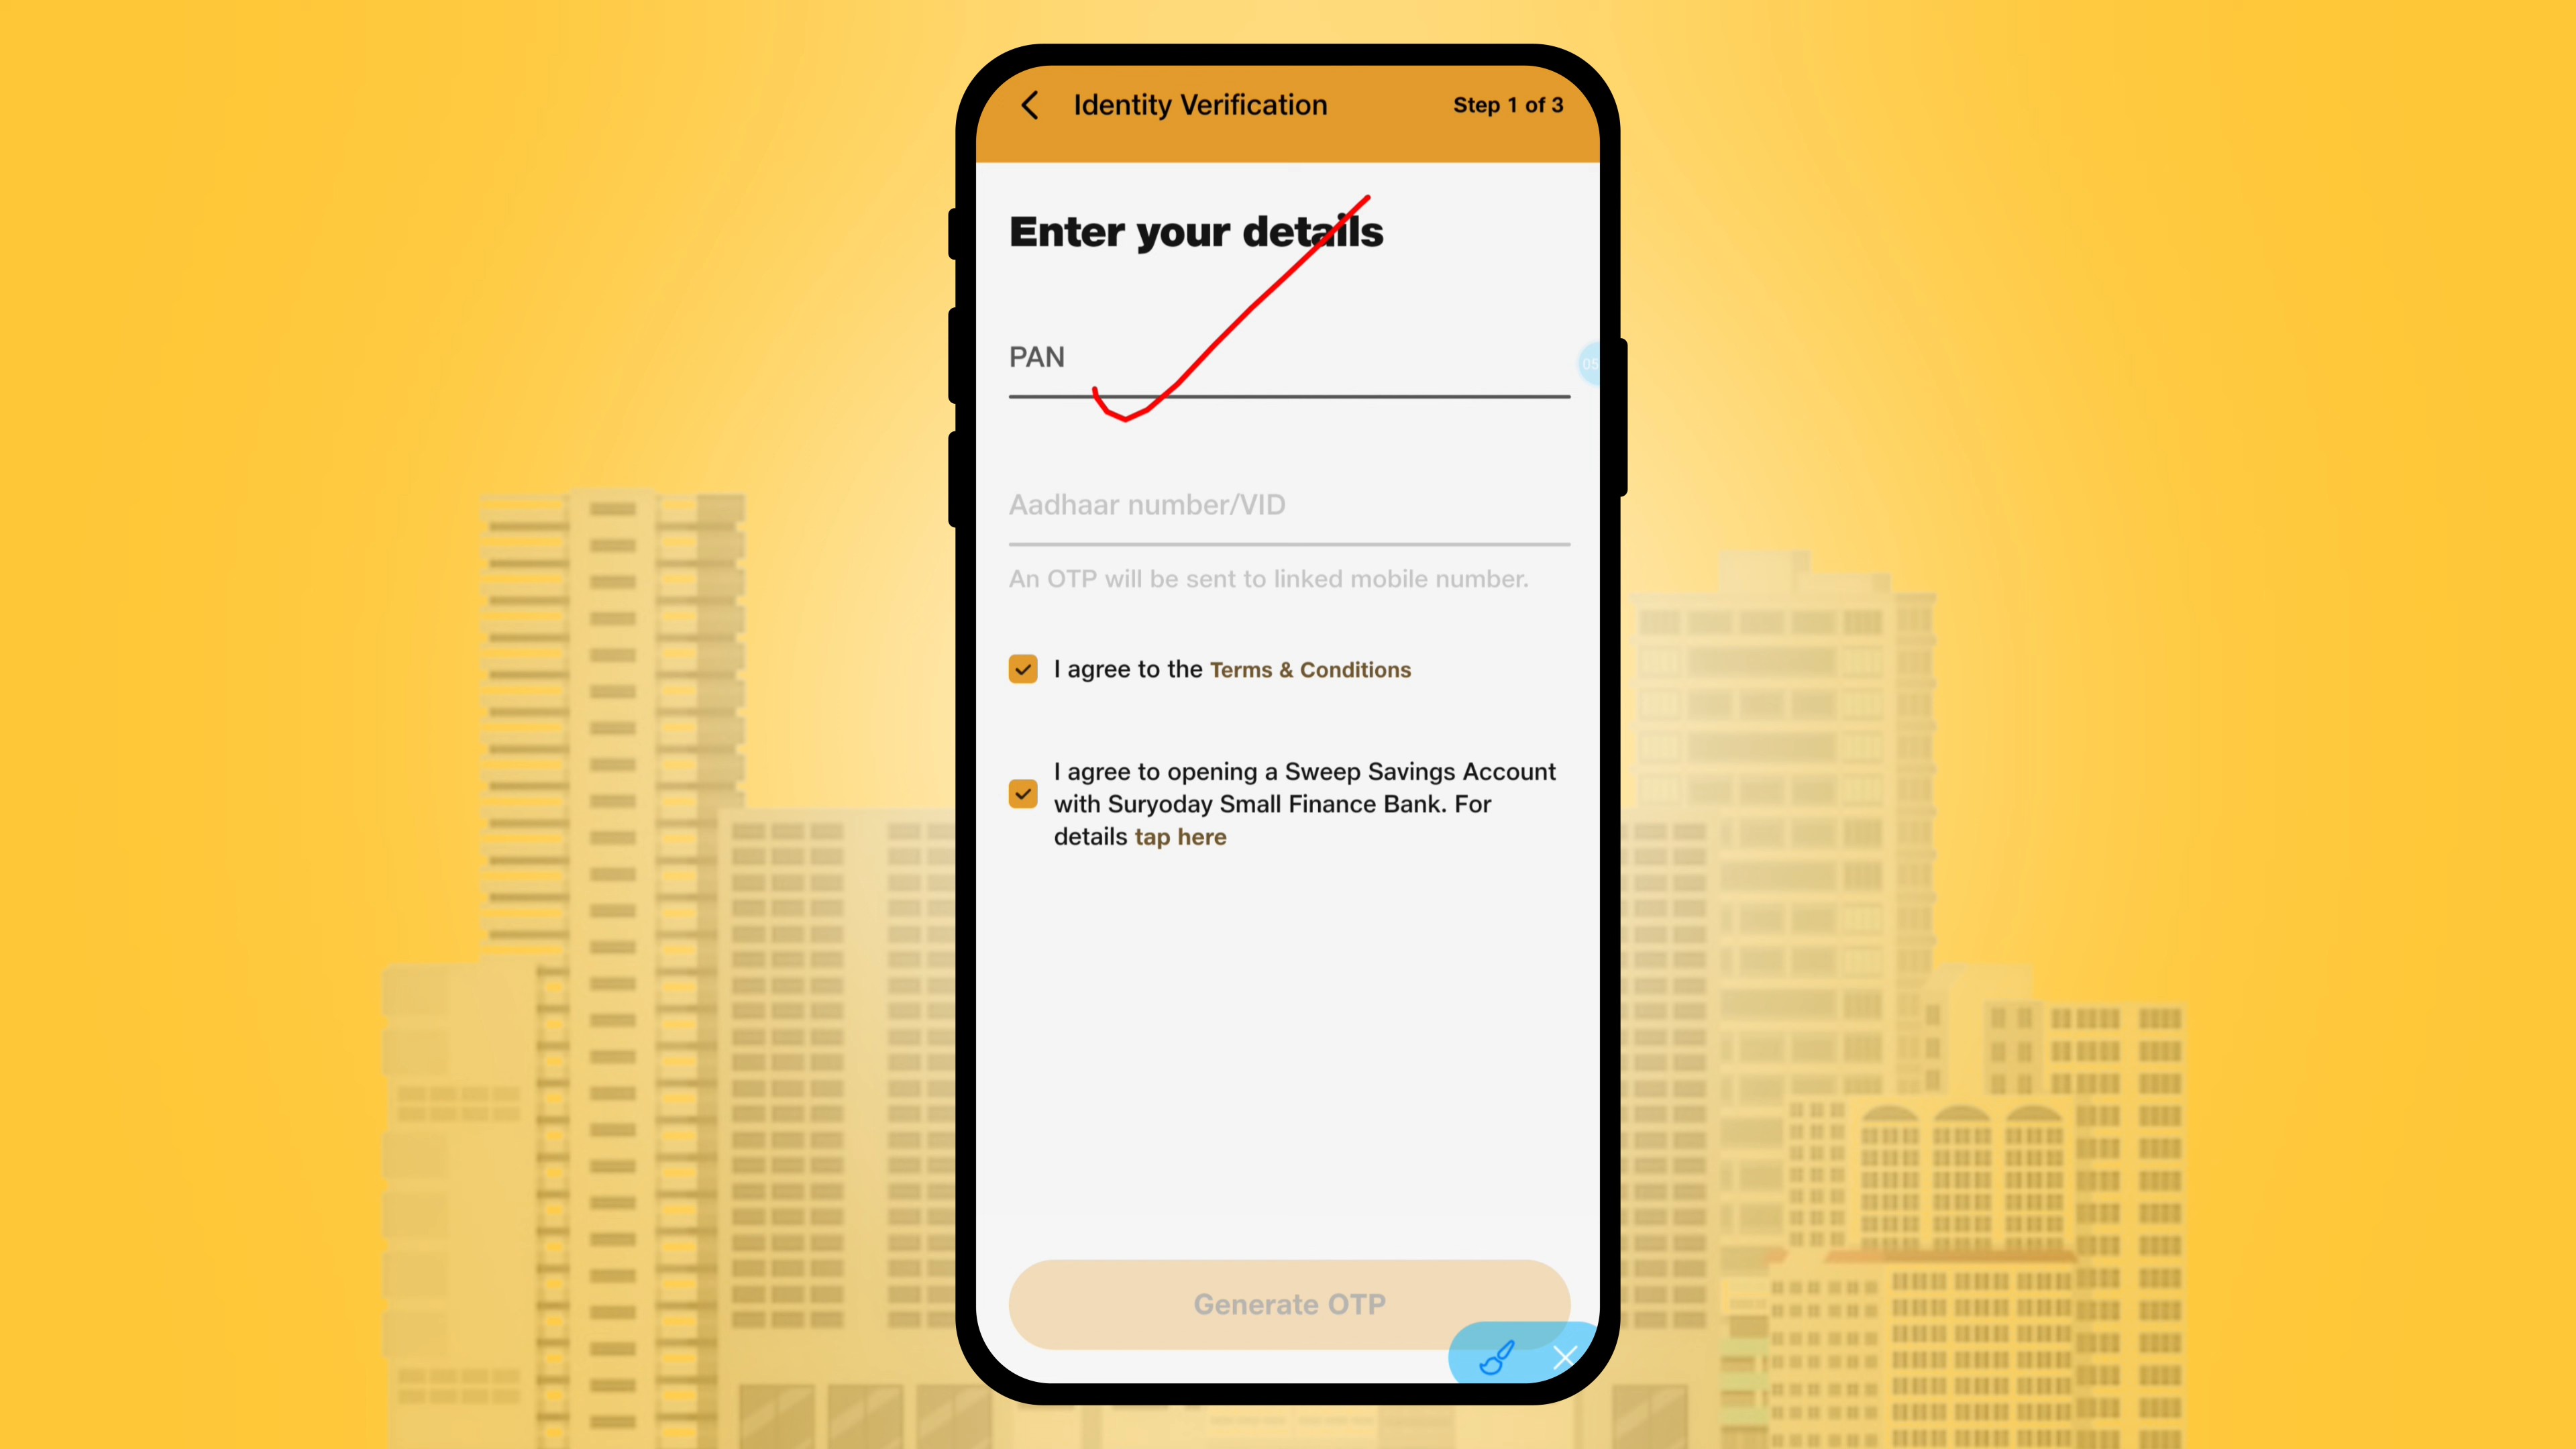 Identity Verification
Step 1 of 3
Enter your details
PAN
05
Aadhaar number/VID
An OTP will be sent to linked mobile number.
I agree to the Terms & Conditions
I agree to opening a Sweep Savings Account
with Suryoday Small Finance Bank. For
details tap here
Generate OTP